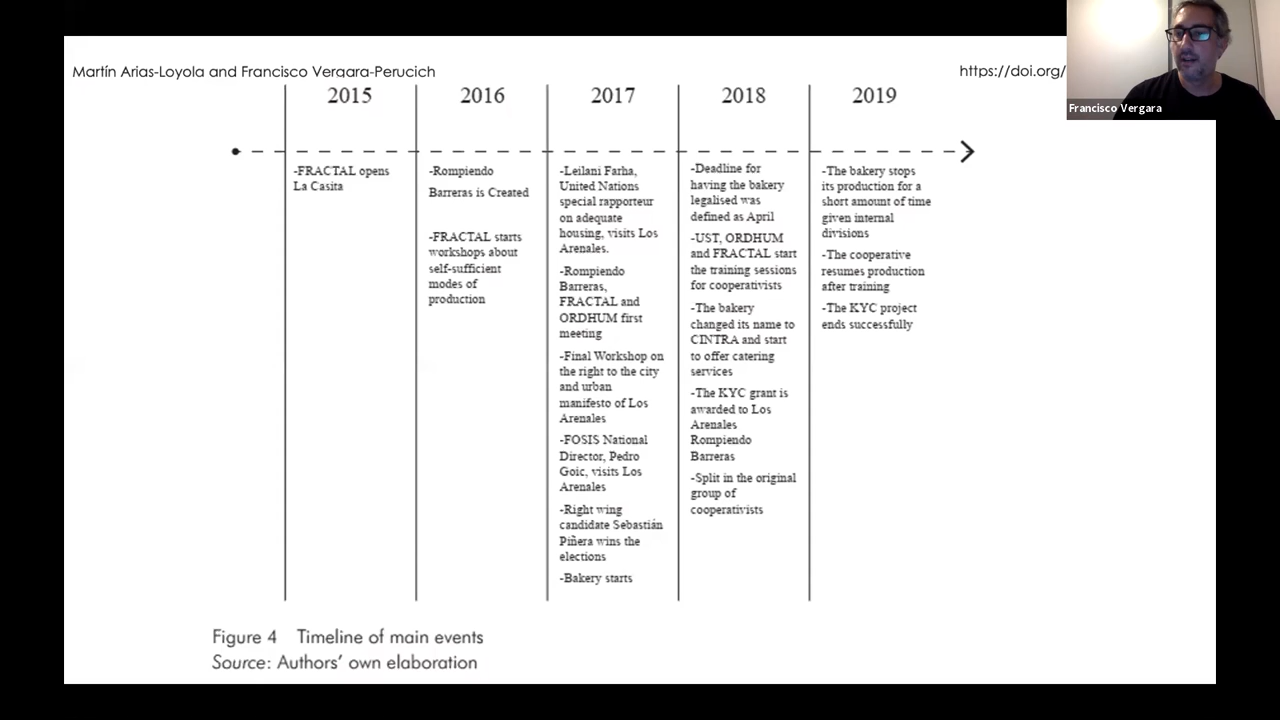 Martín Arias-Loyola and Francisco Vergara-Perucich
https://doi.org/
Francisco Vergara
2015
2016
2017
2018
2019
-FRACTAL opens
La Casita
-Rompiendo
Barreras is Created
-FRACTAL starts
workshops about
self-sufficient
modes of
production
-Leilani Farha,
United Nations
special rapporteur
on adequate
housing, visits Los
Arenales.
-Rompiendo
Barreras,
FRACTAL and
ORDHUM first
meeting
-Final Workshop on
the right to the city
and urban
manifesto of Los
Arenales
-FOSIS National
Director, Pedro
Goic, visits Los
Arenales
-Right wing
candidate Sebastián
Piñera wins the
elections
-Bakery starts
-Deadline for
having the bakery
legalised was
defined as April
-UST, ORDHUM
and FRACTAL start
the training sessions
for cooperativists
-The bakery
changed its name to
CINTRA and start
to offer catering
services
-The KYC grant is
awarded to Los
Arenales
Rompiendo
Barreras
-Split in the original
group of
cooperativists
-The bakery stops
its production for a
short amount of time
given internal
divisions
-The cooperative
resumes production
after training
-The KYC project
ends successfully
Figure 4 Timeline of main events
Source: Authors' own elaboration